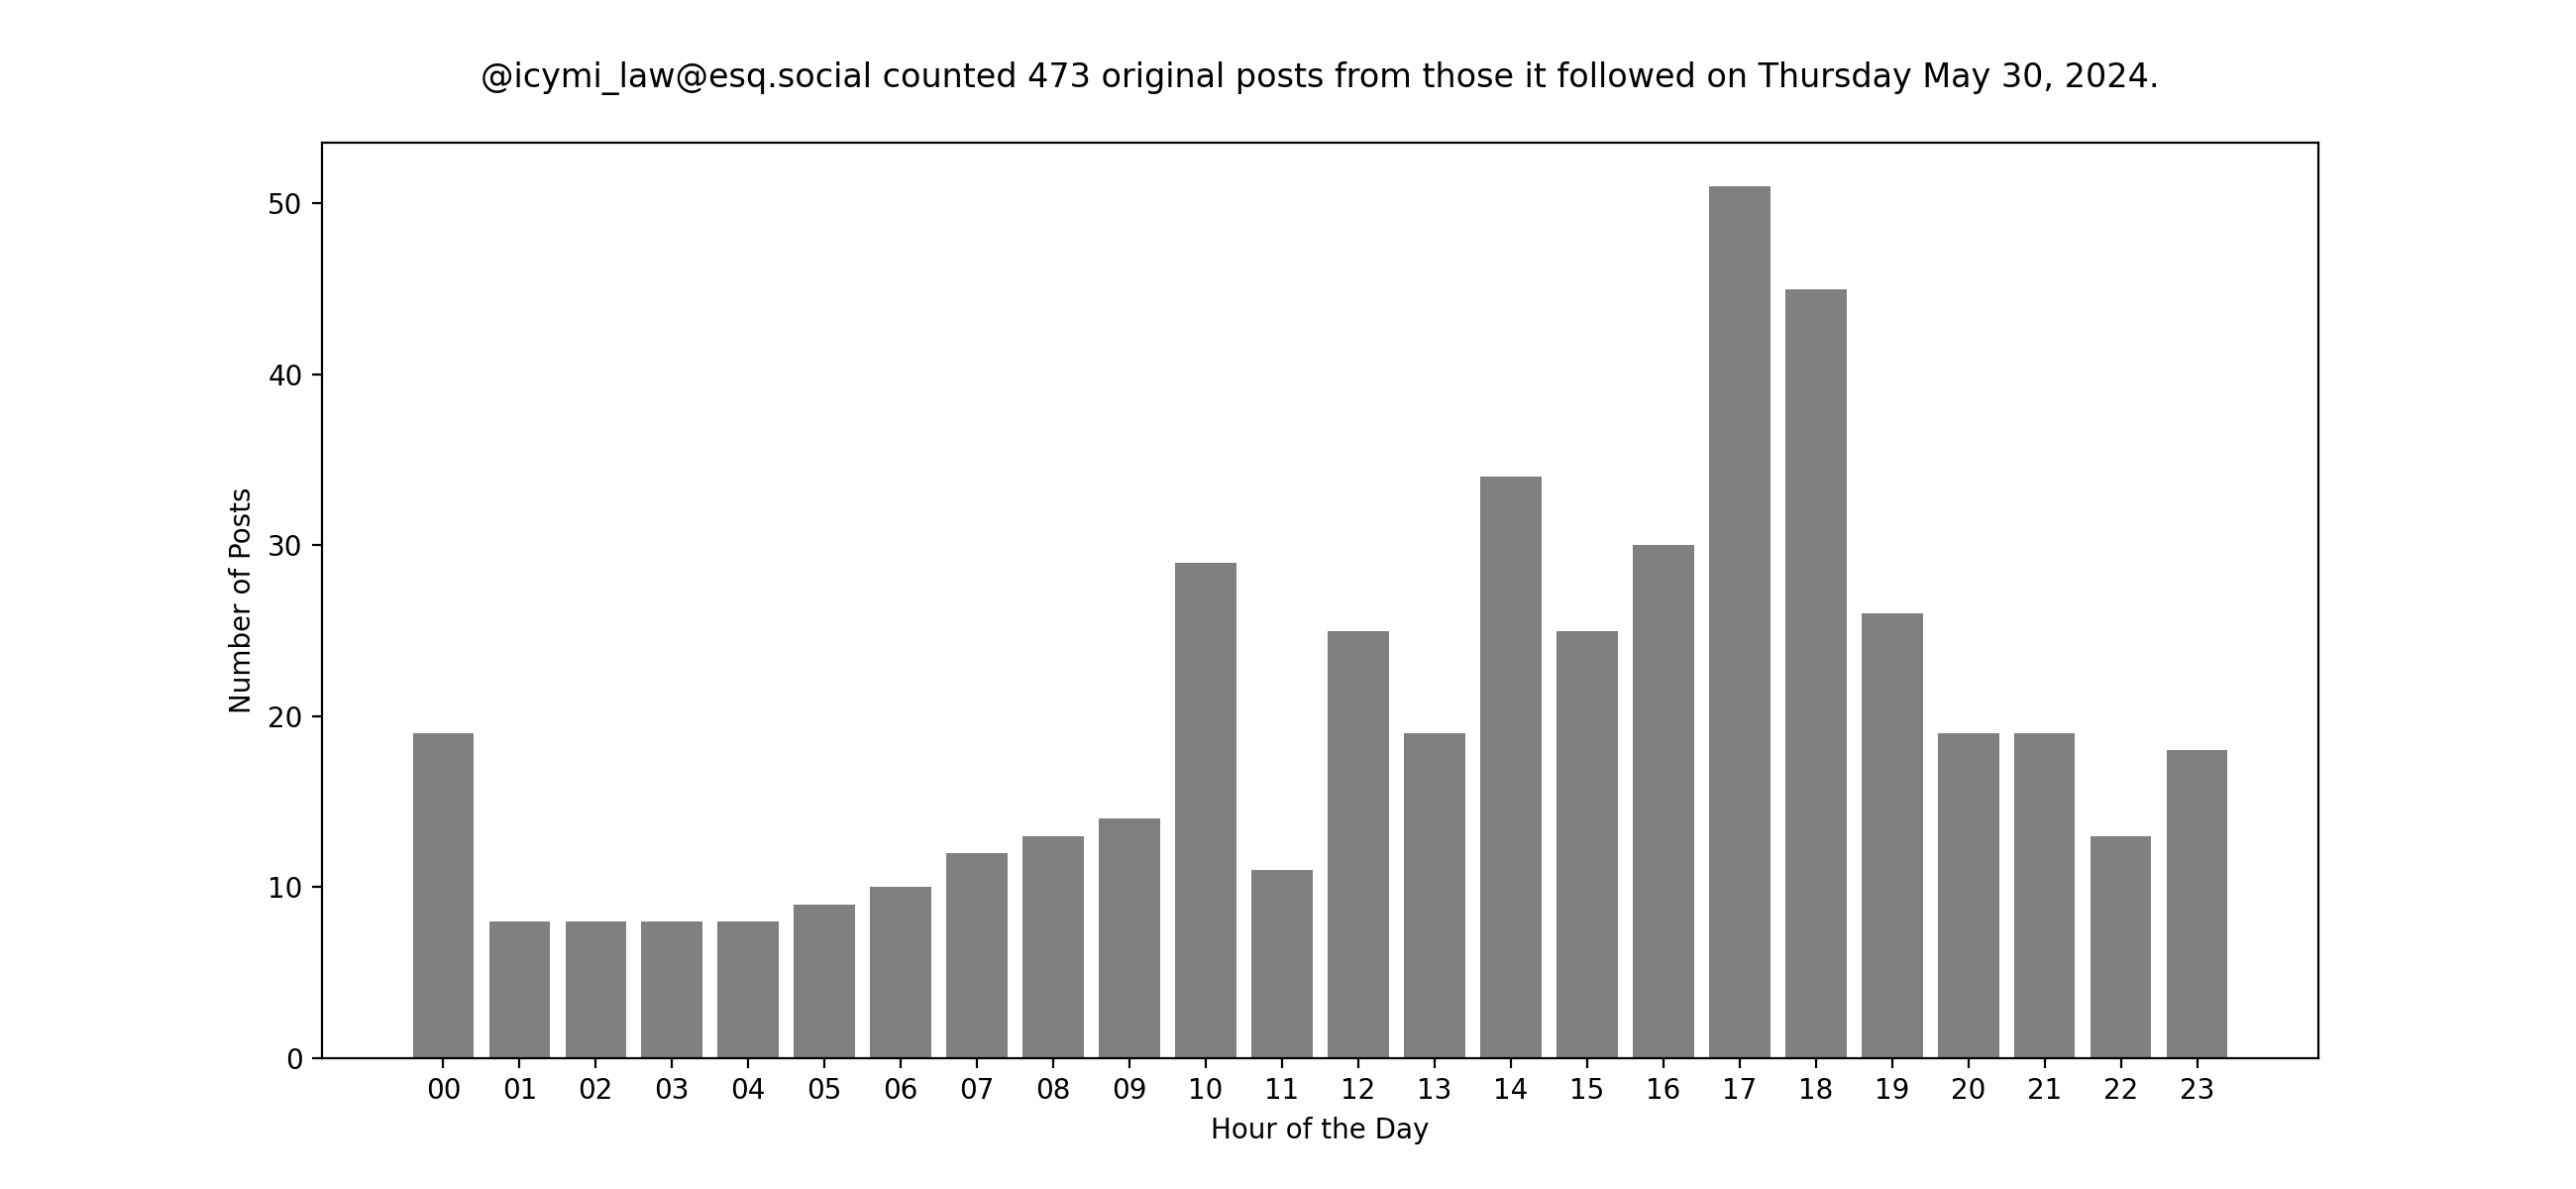 @icymi_law@esq.social counted 473 original posts from those it followed on Thursday May 30, 2024.
50
40
30
20
10
0
Number of Posts
00 01 02 03 04 05 06 07 08 09 10 11 12 13 14 15 16 17 18 19 20 21 22 23
Hour of the Day